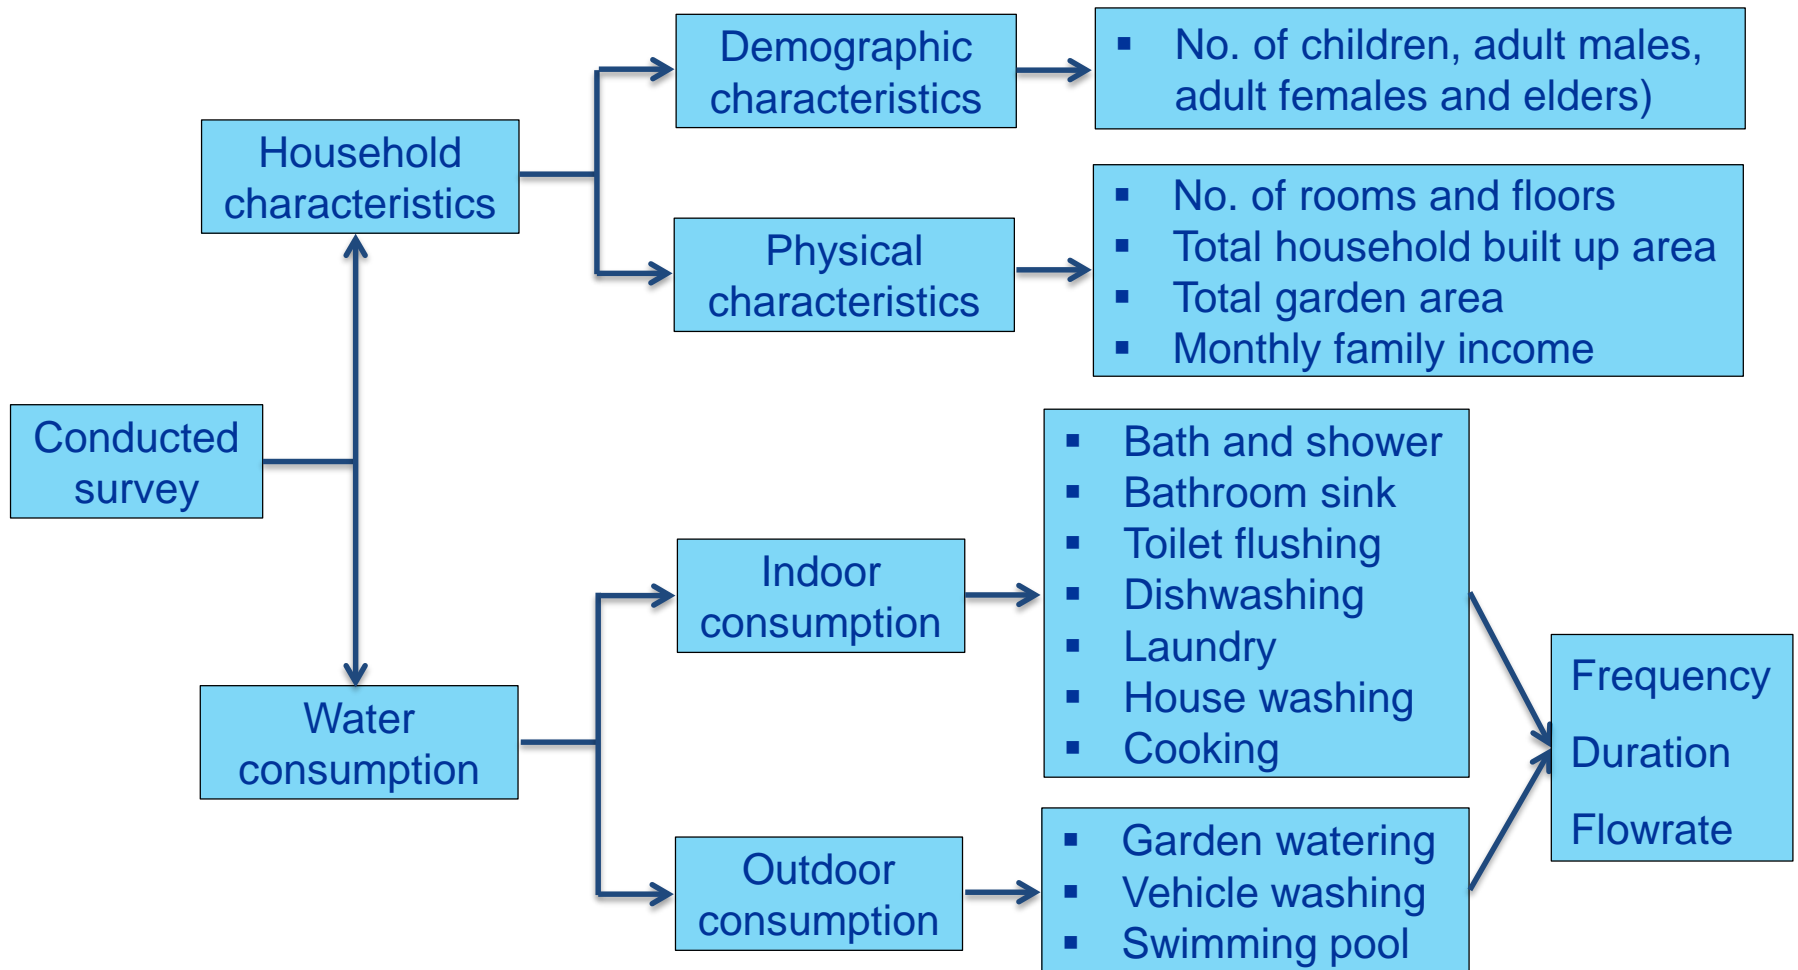 Demographic
characteristics
▪ No. of children, adult males,
adult females and elders)
Household
characteristics
Physical
characteristics
▪ No. of rooms and floors
▪ Total household built up area
▪ Total garden area
▪ Monthly family income
Conducted
survey
Water
consumption
Indoor
consumption
▪ Bath and shower
▪ Bathroom sink
▪ Toilet flushing
▪ Dishwashing
▪ Laundry
▪ House washing
▪ Cooking
Outdoor
consumption
▪ Garden watering
▪ Vehicle washing
▪ Swimming pool
Frequency
Duration
Flowrate